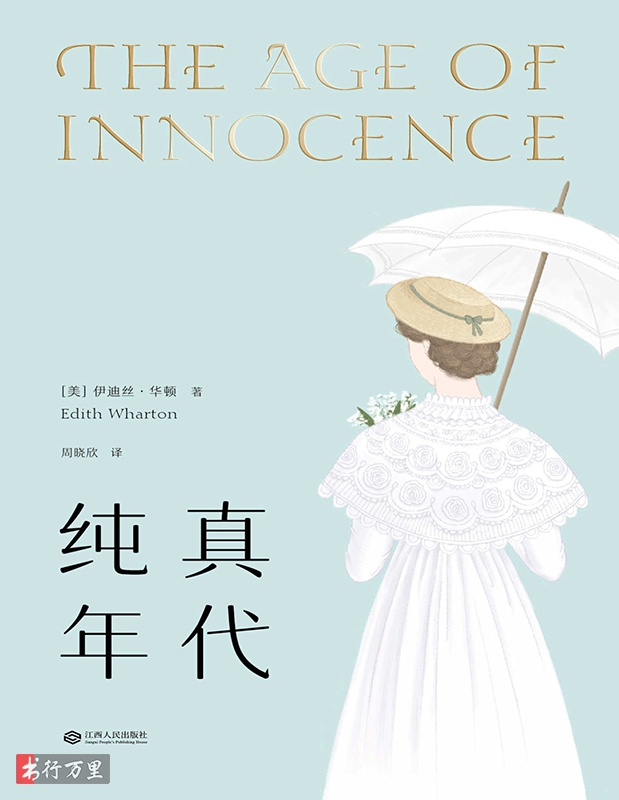 THE AGE OF
INNOCENCE
[美] 伊迪丝·华顿 著
Edith Wharton
周晓欣 译
纯真
年代
江西人民出版社
Jiangxi People's Publishing House
书行万里